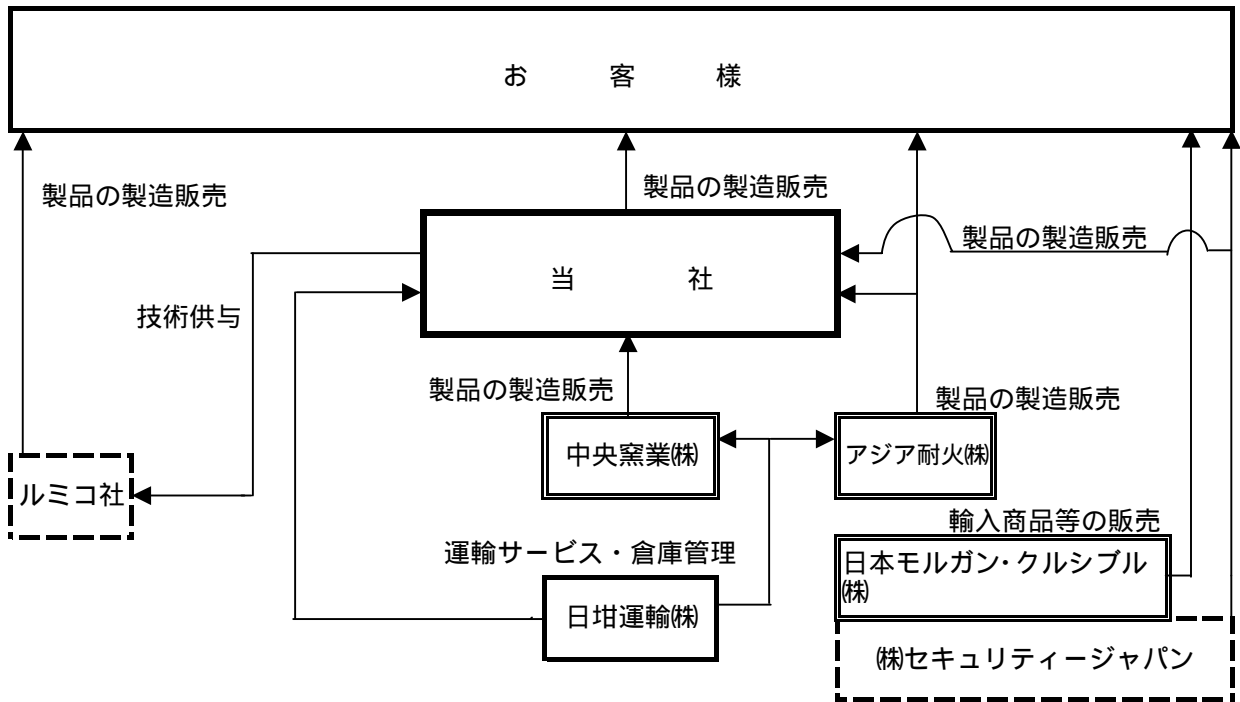 お 客 様
製品の製造販売
製品の製造販売
製品の製造販売
当 社
技術供与
製品の製造販売
製品の製造販売
中央窯業㈱
アジア耐火㈱
ルミコ社
輸入商品等の販売
運輸サービス・倉庫管理
日本モルガン・クルシブル
㈱
日坩運輸㈱
㈱セキュリティージャパン